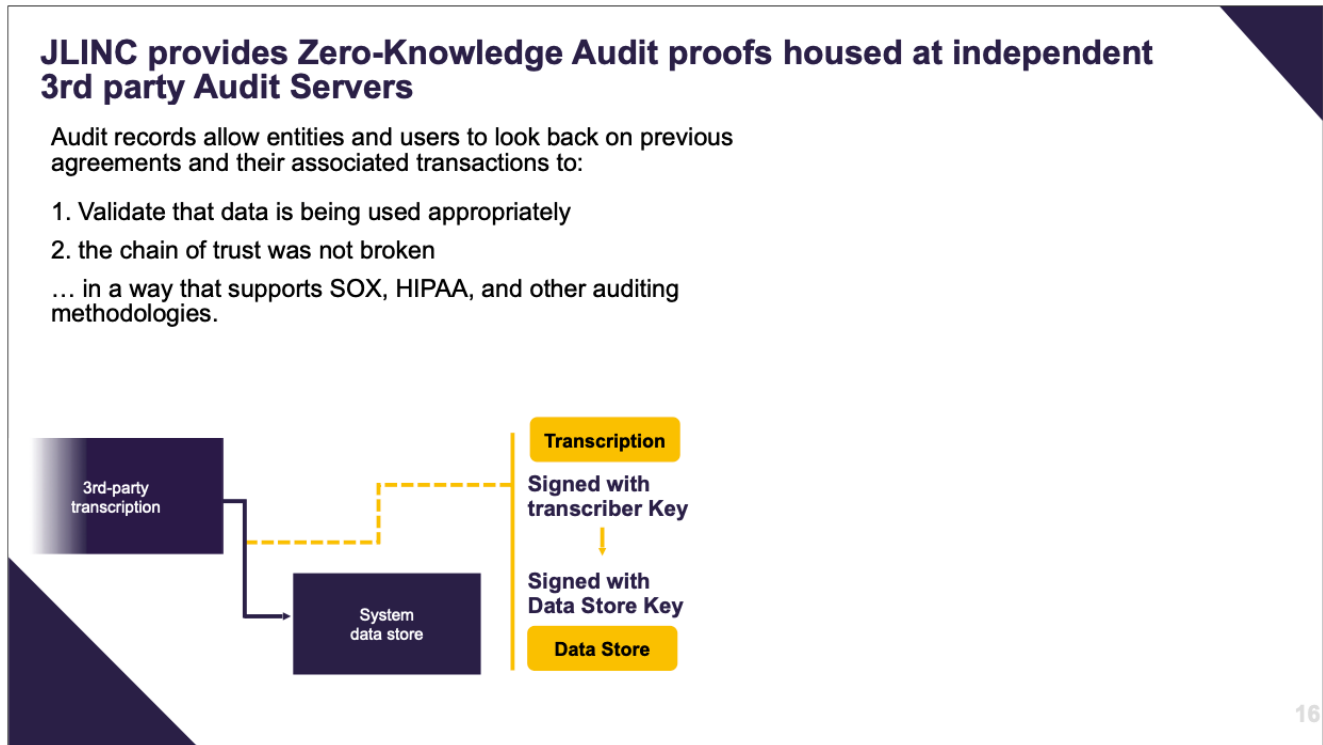 JLINC provides Zero-Knowledge Audit proofs housed at independent
3rd party Audit Servers
Audit records allow entities and users to look back on previous
agreements and their associated transactions to:
1. Validate that data is being used appropriately
2. the chain of trust was not broken
… in a way that supports SOX, HIPAA, and other auditing
methodologies.
3rd-party
transcription
System
data store
Transcription
Signed with
transcriber Key
Signed with
Data Store Key
Data Store
16